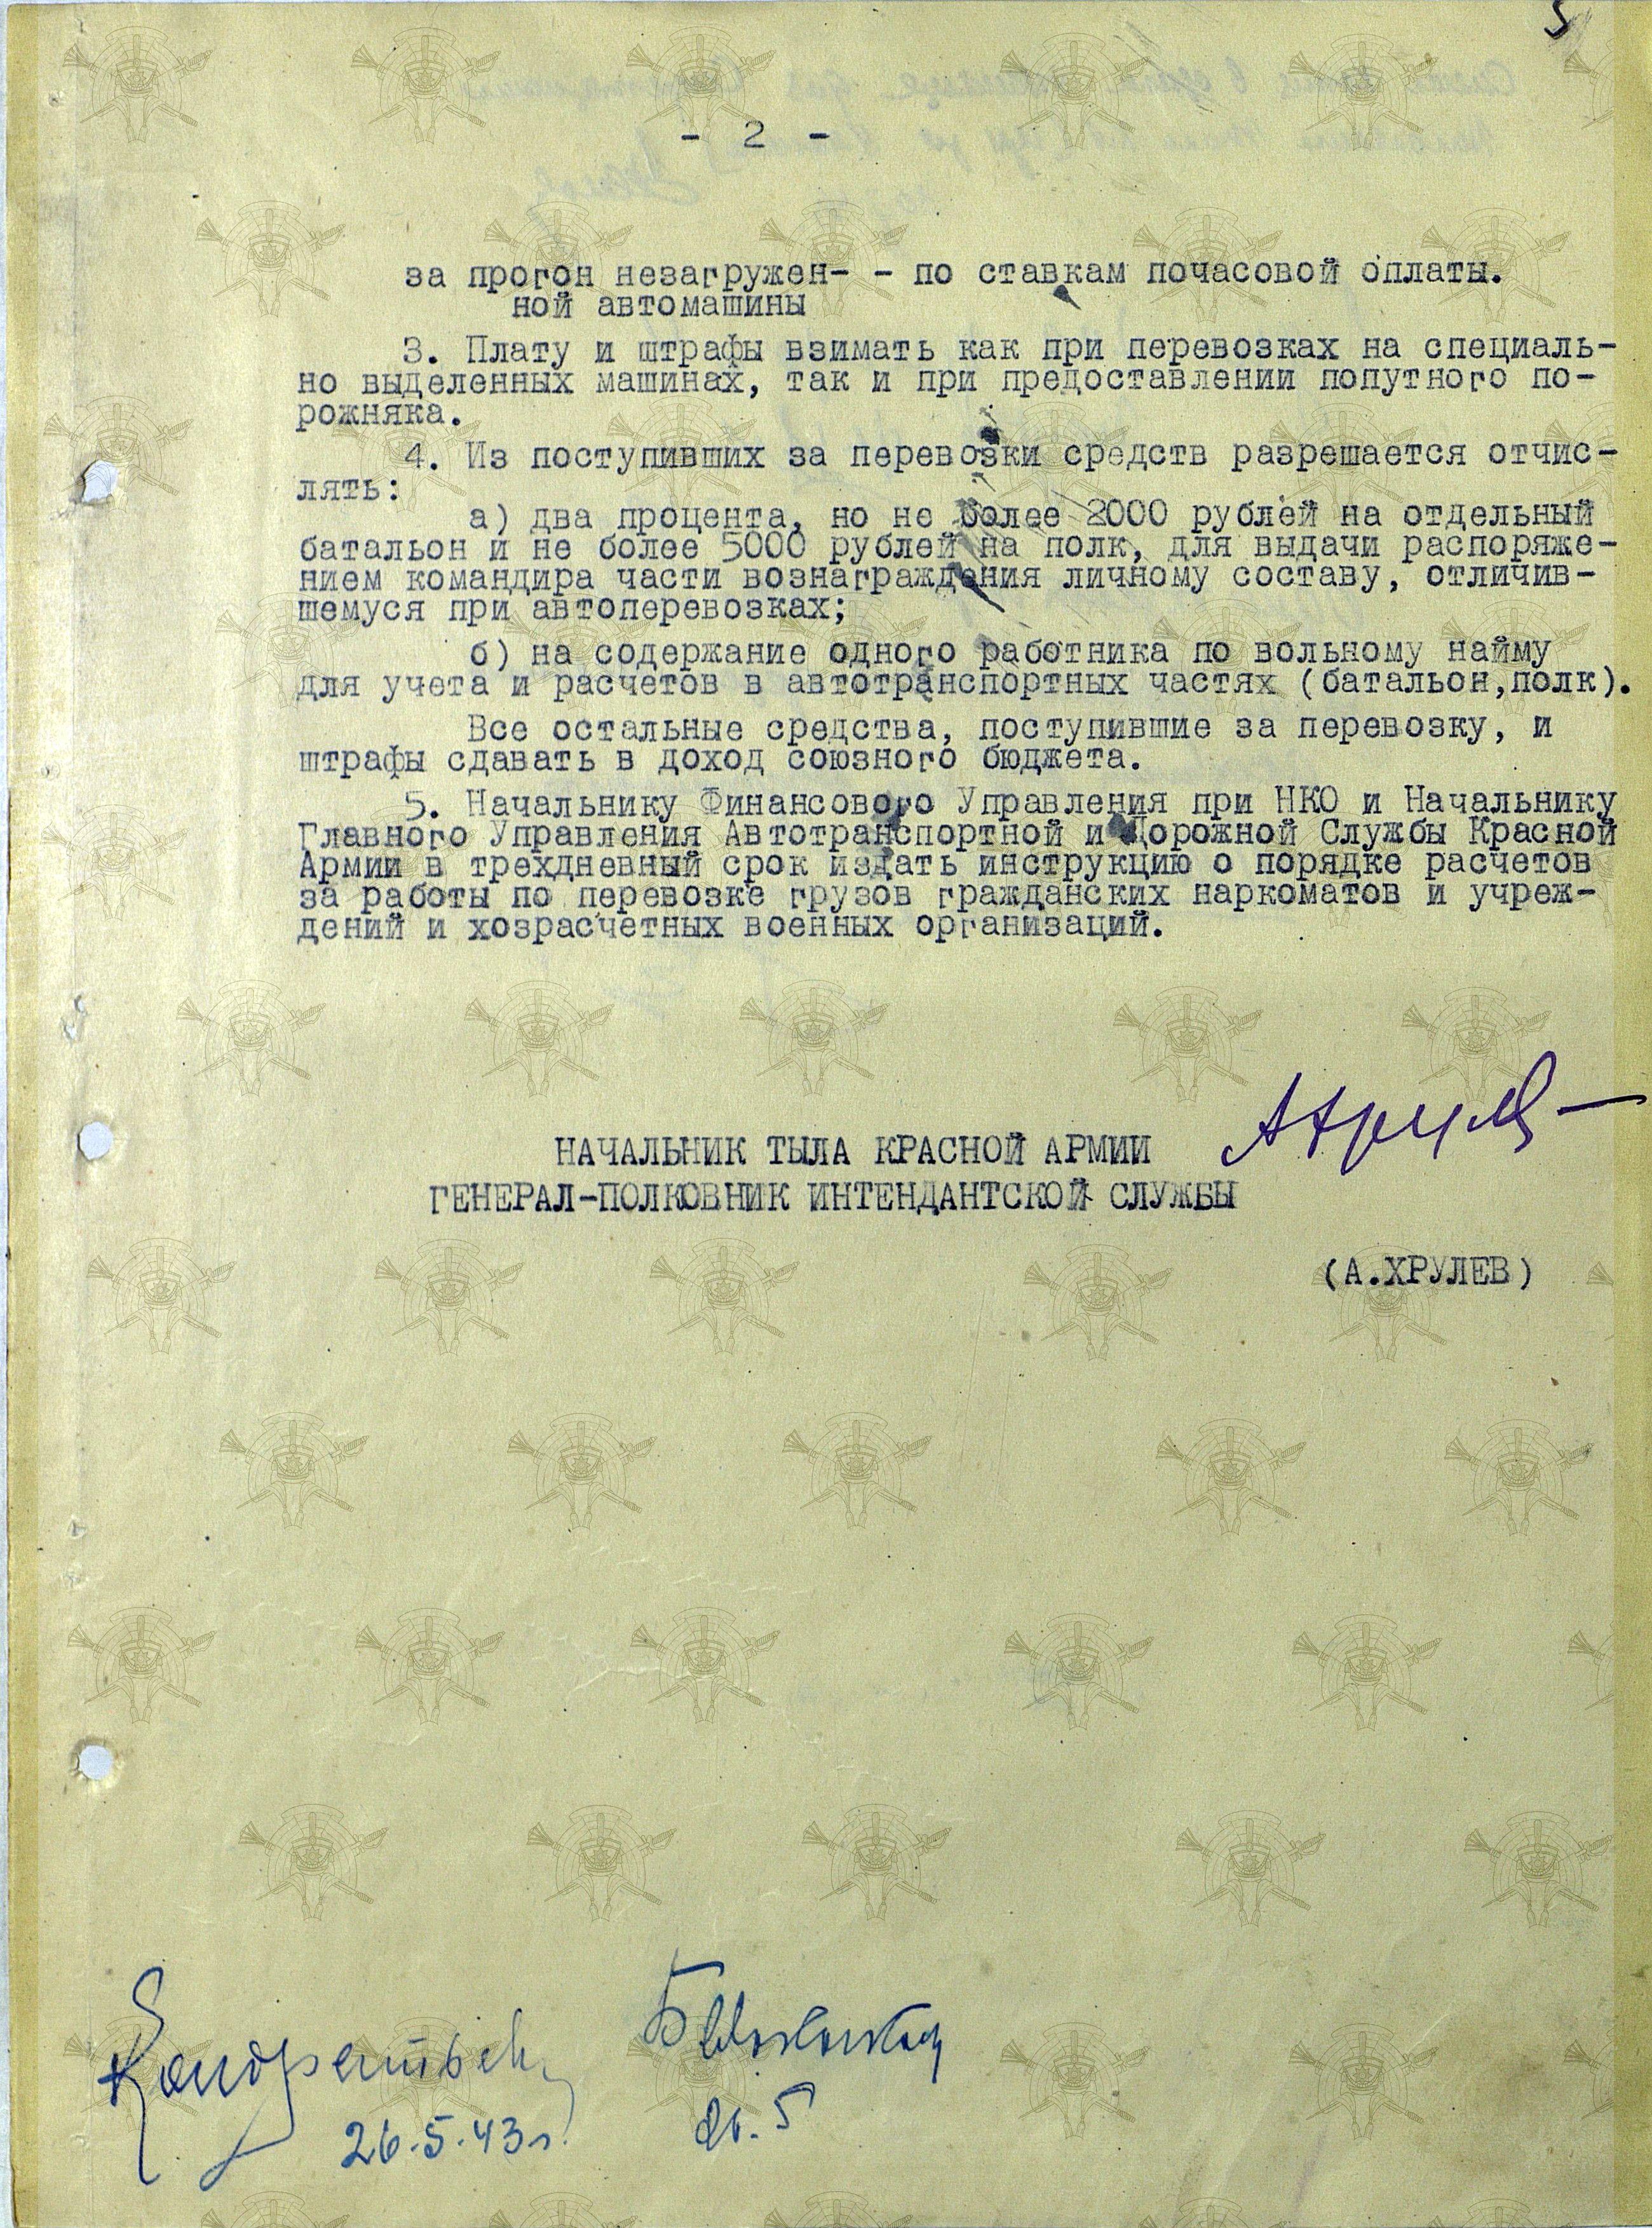 5
- 2 -
за прогон незагружен- - по ставкам почасовой оплаты.
ной автомашины
3. Плату и штрафы взимать как при перевозках на специаль-
но выделенных машинах, так и при предоставлении попутного по-
рожняка.
4. Из поступивших за перевозки средств разрешается отчис-
лять:
а) два процента, но не более 2000 рублей на отдельный
батальон и не более 5000 рублей на полк, для выдачи распоряже-
нием командира части вознаграждения личному составу, отличив-
шемуся при автоперевозках;
б) на содержание одного работника по вольному найму
для учета и расчетов в автотранспортных частях (батальон,полк).
Все остальные средства, поступившие за перевозку, и
штрафы сдавать в доход союзного бюджета.
5. Начальнику Финансового Управления при НКО и Начальнику
Главного Управления Автотранспортной и Дорожной Службы Красной
Армии в трехдневный срок издать инструкцию о порядке расчетов
за работы по перевозке грузов гражданских наркоматов и учреж-
дений и хозрасчетных военных организаций.
НАЧАЛЬНИК ТЫЛА КРАСНОЙ АРМИИ
ГЕНЕРАЛ-ПОЛКОВНИК ИНТЕНДАНТСКОЙ СЛУЖБЫ
(А.ХРУЛЕВ)
Кондратьев
26.5.43г.
26.5